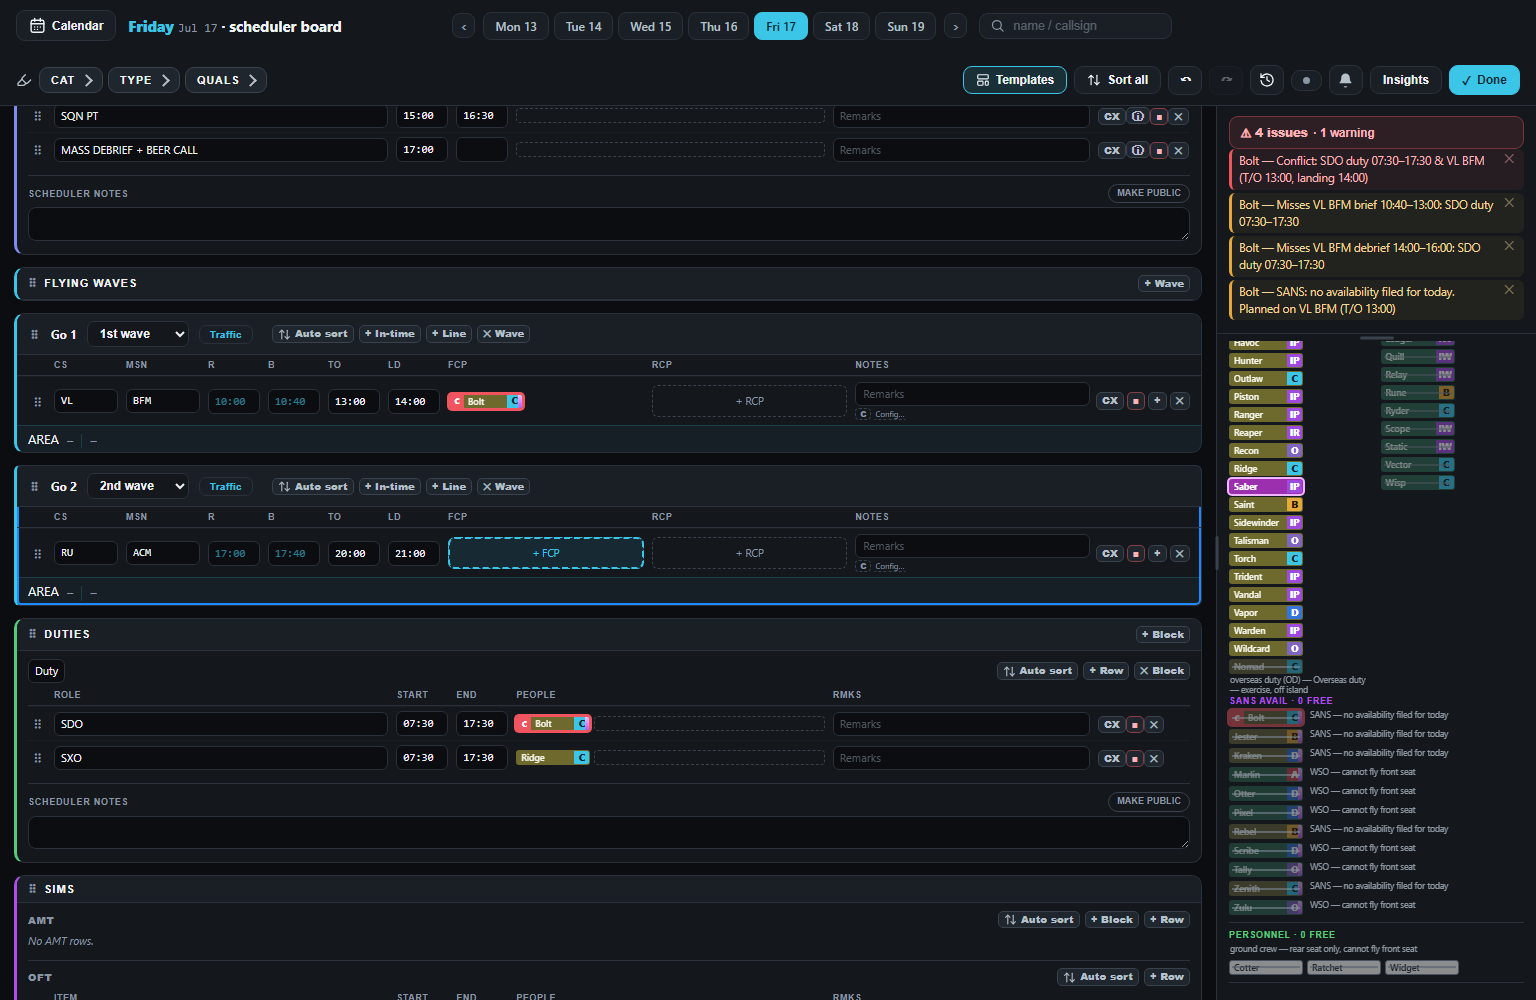 Calendar
Friday Jul 17 · scheduler board
‹
Mon 13
Tue 14
Wed 15
Thu 16
Fri 17
Sat 18
Sun 19
›
name / callsign
CAT
TYPE
QUALS
Templates
Sort all
Insights
✓ Done
SQN PT
15:00
16:30
Remarks
CX
MASS DEBRIEF + BEER CALL
17:00
Remarks
CX
SCHEDULER NOTES
MAKE PUBLIC
FLYING WAVES
+ Wave
Go 1
1st wave
Traffic
Auto sort
+ In-time
+ Line
✕ Wave
CS MSN R B TO LD FCP RCP NOTES
VL
BFM
10:00
10:40
13:00
14:00
C Bolt C
+ RCP
Remarks
C Config...
CX
AREA – –
Go 2
2nd wave
Traffic
Auto sort
+ In-time
+ Line
✕ Wave
CS MSN R B TO LD FCP RCP NOTES
RU
ACM
17:00
17:40
20:00
21:00
+ FCP
+ RCP
Remarks
C Config...
CX
AREA – –
DUTIES
+ Block
Duty
Auto sort
+ Row
✕ Block
ROLE START END PEOPLE RMKS
SDO
07:30
17:30
C Bolt C
Remarks
CX
SXO
07:30
17:30
Ridge C
Remarks
CX
SCHEDULER NOTES
MAKE PUBLIC
SIMS
AMT
Auto sort
+ Block
+ Row
No AMT rows.
OFT
Auto sort
+ Row
ITEM START END PEOPLE RMKS
⚠ 4 issues · 1 warning
Bolt — Conflict: SDO duty 07:30–17:30 & VL BFM
(T/O 13:00, landing 14:00)
Bolt — Misses VL BFM brief 10:40–13:00: SDO duty
07:30–17:30
Bolt — Misses VL BFM debrief 14:00–16:00: SDO
duty 07:30–17:30
Bolt — SANS: no availability filed for today.
Planned on VL BFM (T/O 13:00)
Havoc IP
Hunter IP
Outlaw C
Piston IP
Ranger IP
Reaper IR
Recon O
Ridge C
Saber IP
Saint B
Sidewinder IP
Talisman O
Torch C
Trident IP
Vandal IP
Vapor D
Warden IP
Wildcard O
Nomad C
Quill IW
Relay IW
Rune B
Ryder C
Scope IW
Static IW
Vector C
Wisp C
overseas duty (OD) — Overseas duty
— exercise, off island
SANS AVAIL · 0 FREE
C Bolt C SANS — no availability filed for today
Jester B SANS — no availability filed for today
Kraken D SANS — no availability filed for today
Marlin A WSO — cannot fly front seat
Otter D WSO — cannot fly front seat
Pixel D WSO — cannot fly front seat
Rebel B SANS — no availability filed for today
Scribe D WSO — cannot fly front seat
Tally O WSO — cannot fly front seat
Zenith C SANS — no availability filed for today
Zulu O WSO — cannot fly front seat
PERSONNEL · 0 FREE
ground crew — rear seat only, cannot fly front seat
Cotter
Ratchet
Widget